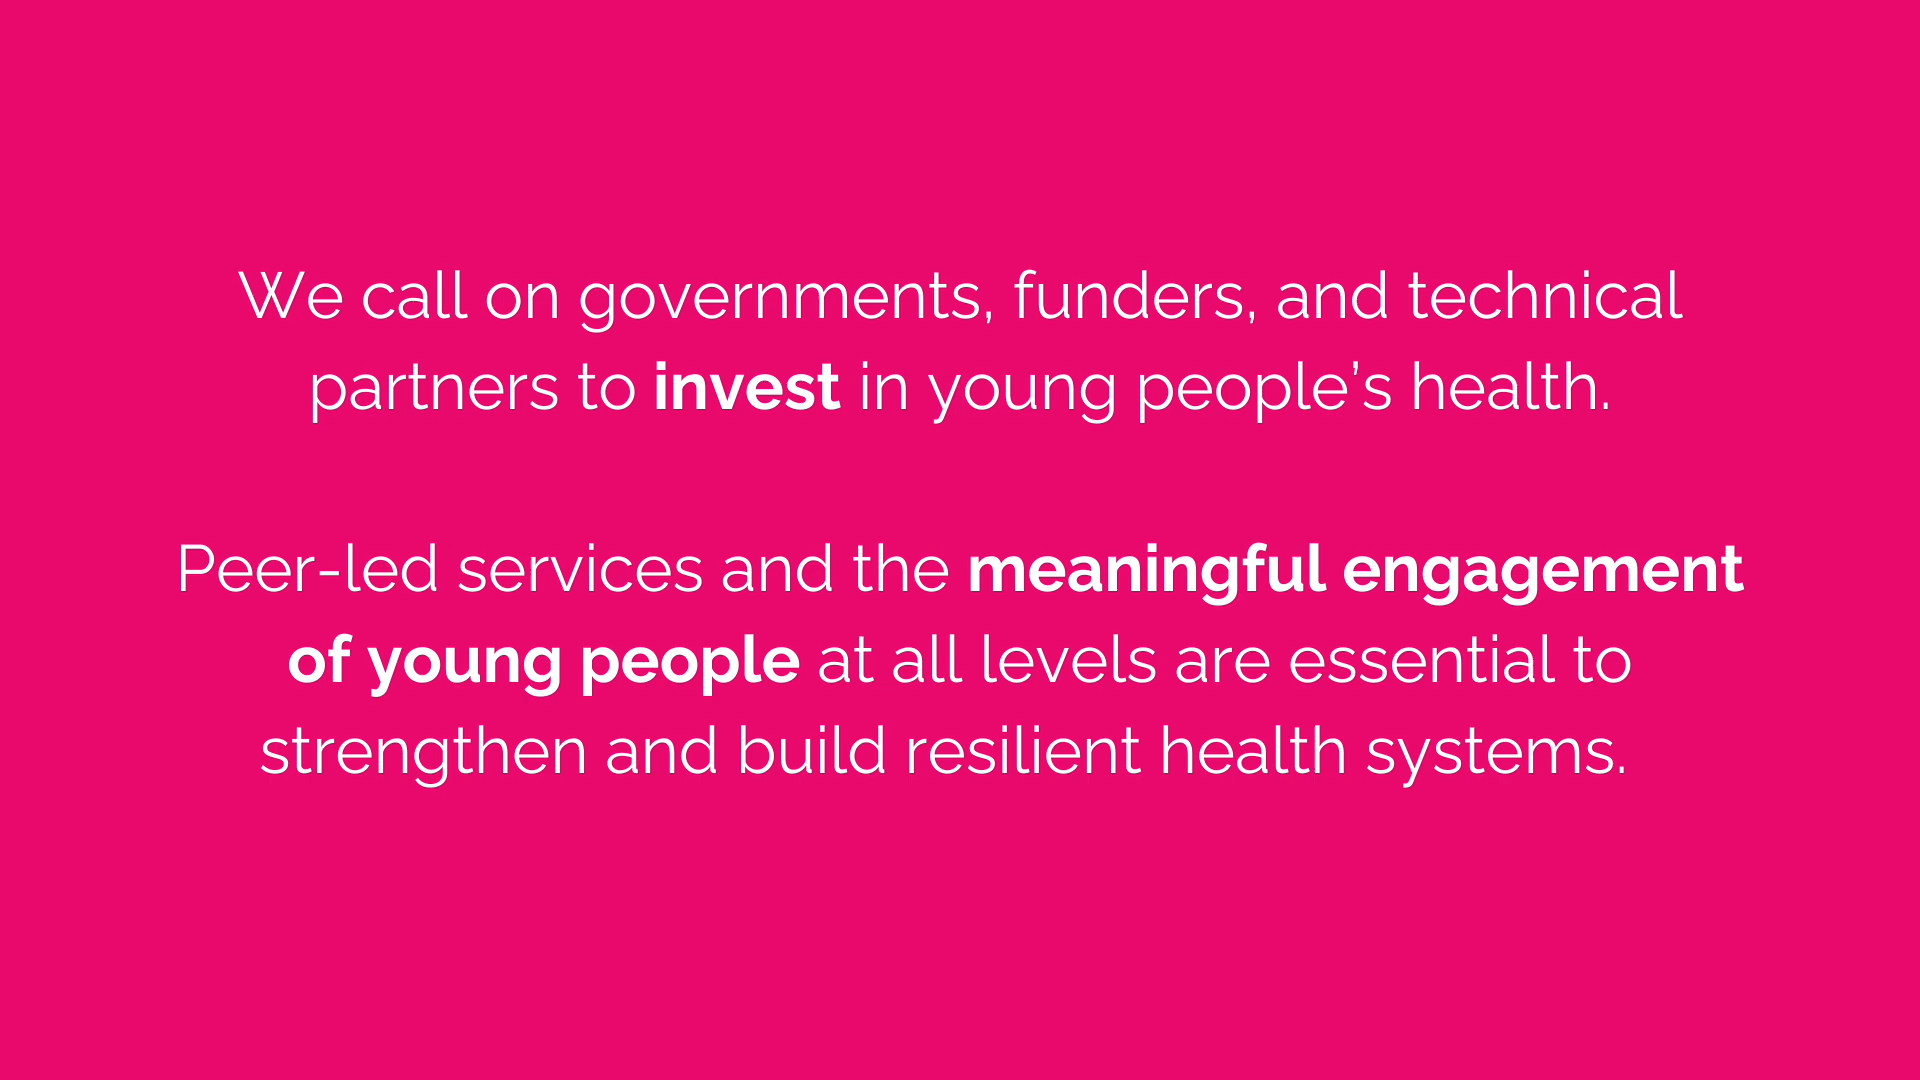 We call on governments, funders, and technical
partners to invest in young people’s health.
Peer-led services and the meaningful engagement
of young people at all levels are essential to
strengthen and build resilient health systems.